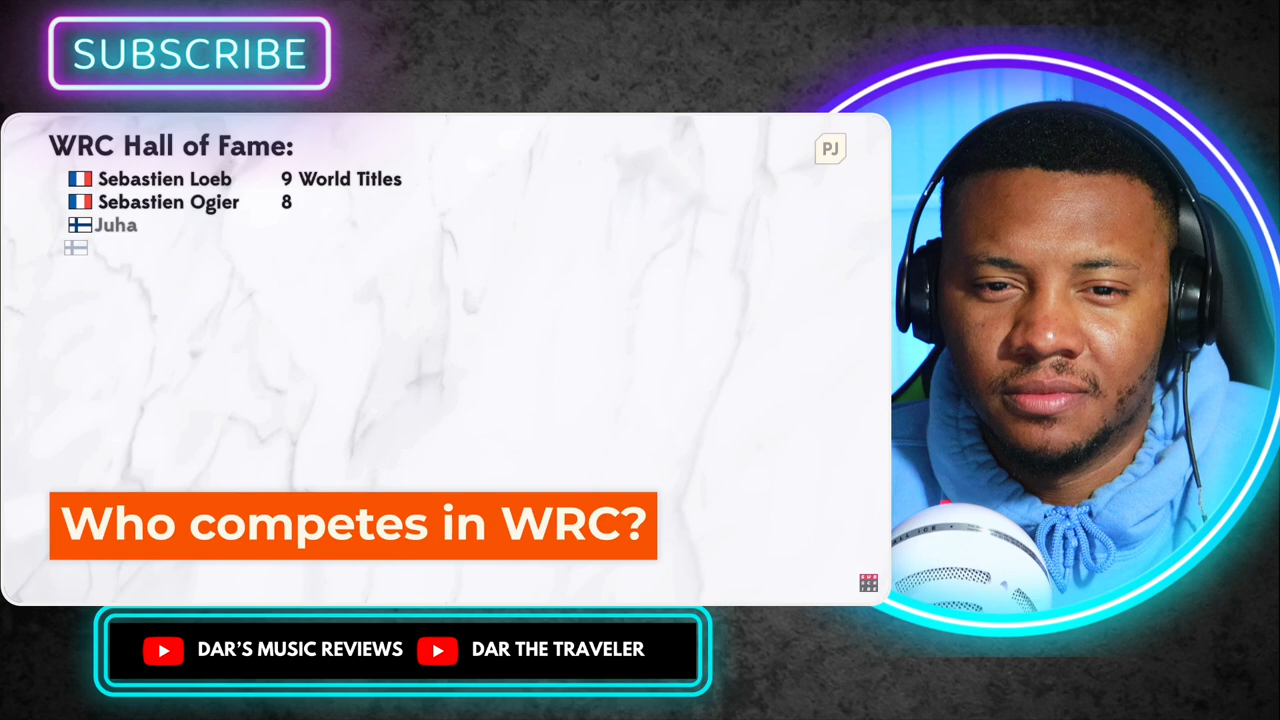 SUBSCRIBE
WRC Hall of Fame:
PJ
Sebastien Loeb 9 World Titles
Sebastien Ogier 8
Juha
Who competes in WRC?
DAR'S MUSIC REVIEWS DAR THE TRAVELER